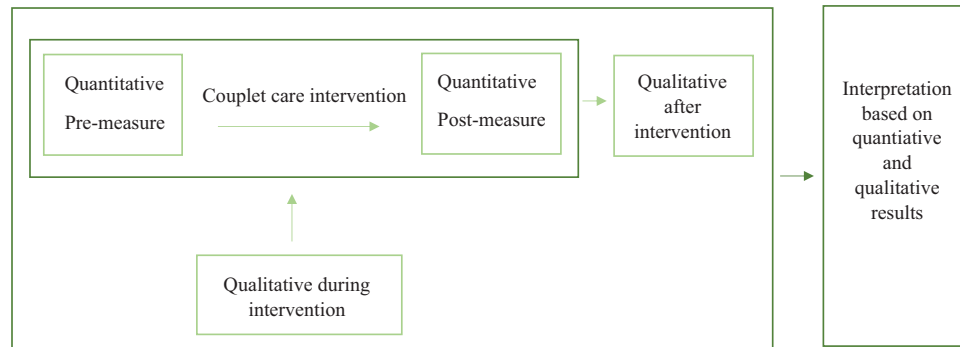 Quantitative
Pre-measure
Couplet care intervention
Quantitative
Post-measure
Qualitative
after
intervention
Qualitative during
intervention
Interpretation
based on
quantiative
and
qualitative
results